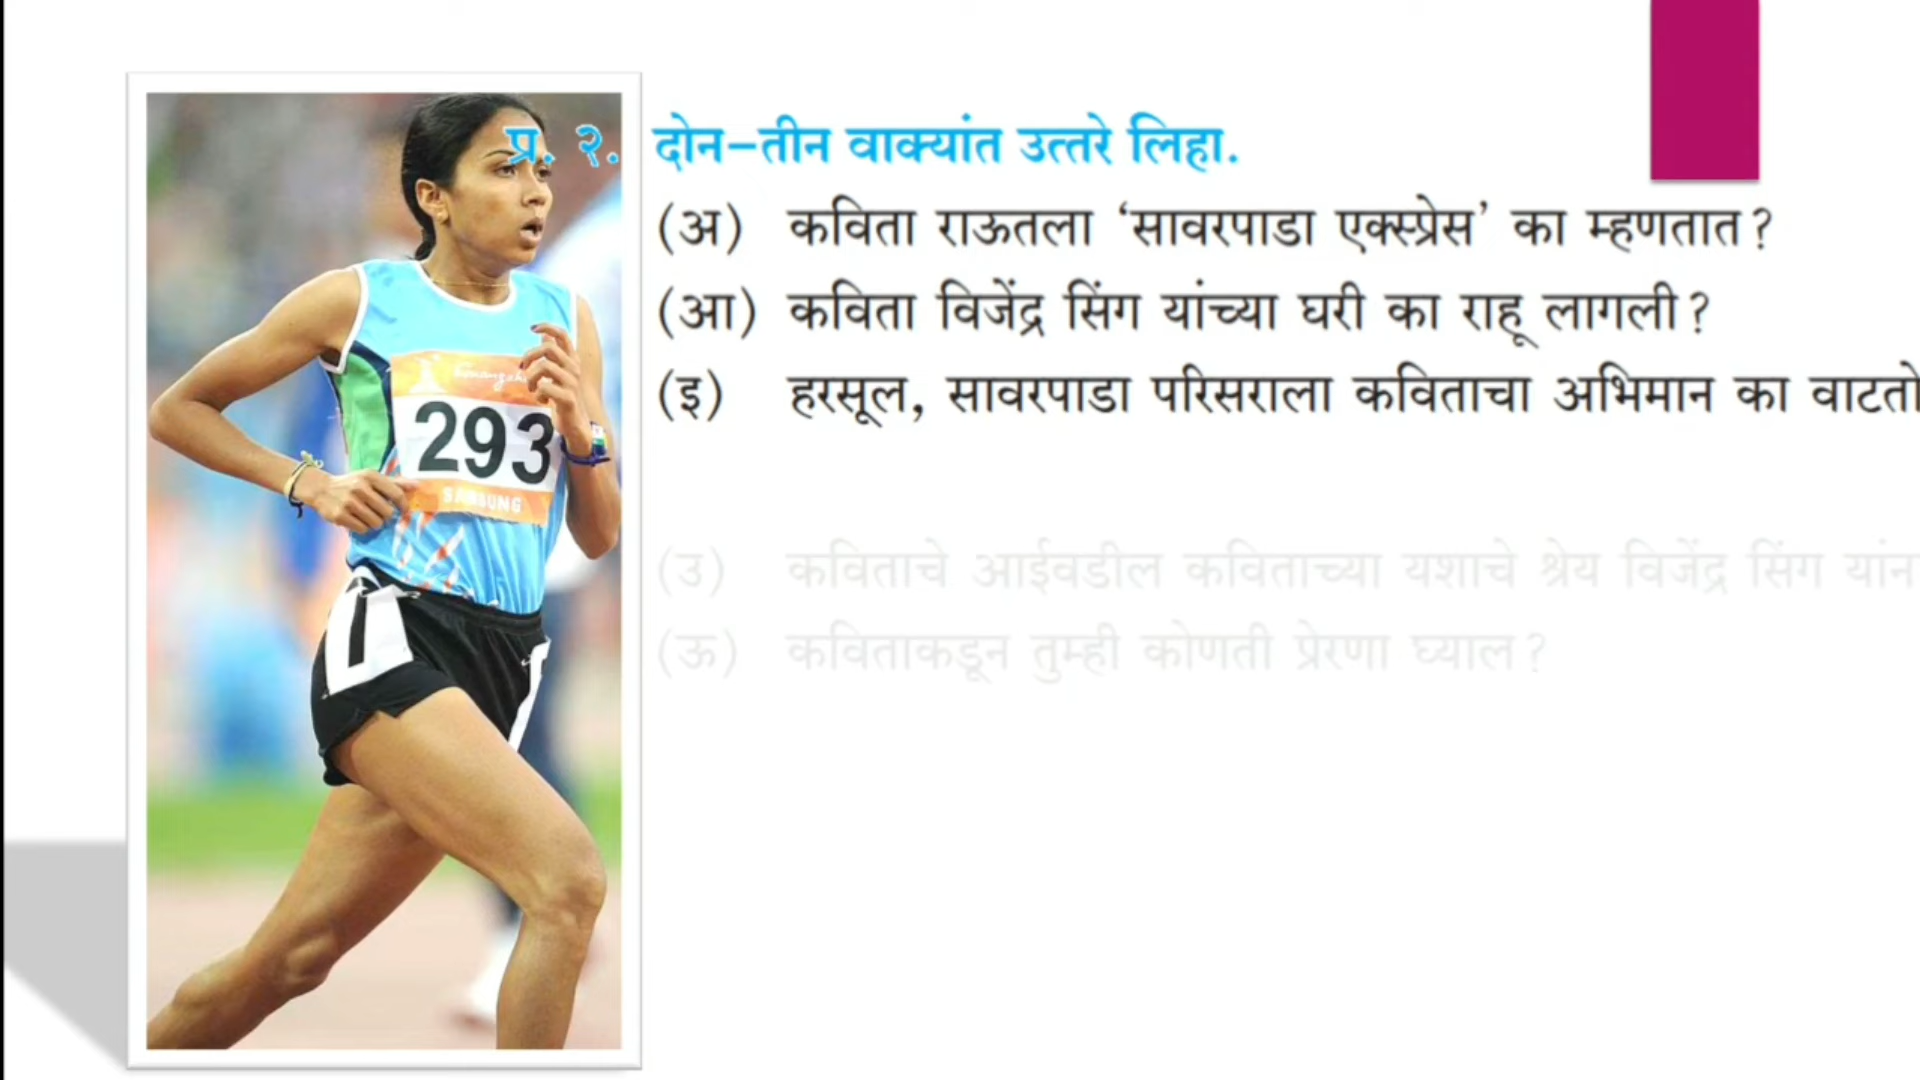 प्र. २. दोन-तीन वाक्यांत उत्तरे लिहा.
(अ) कविता राऊतला ‘सावरपाडा एक्स्प्रेस’ का म्हणतात?
(आ) कविता विजेंद्र सिंग यांच्या घरी का राहू लागली?
(इ) हरसूल, सावरपाडा परिसराला कविताचा अभिमान का वाटतो
(उ) कविताचे आईवडील कविताच्या यशाचे श्रेय विजेंद्र सिंग
(ऊ) कविताकडून तुम्ही कोणती प्रेरणा घ्याल?
293
SAMSUNG